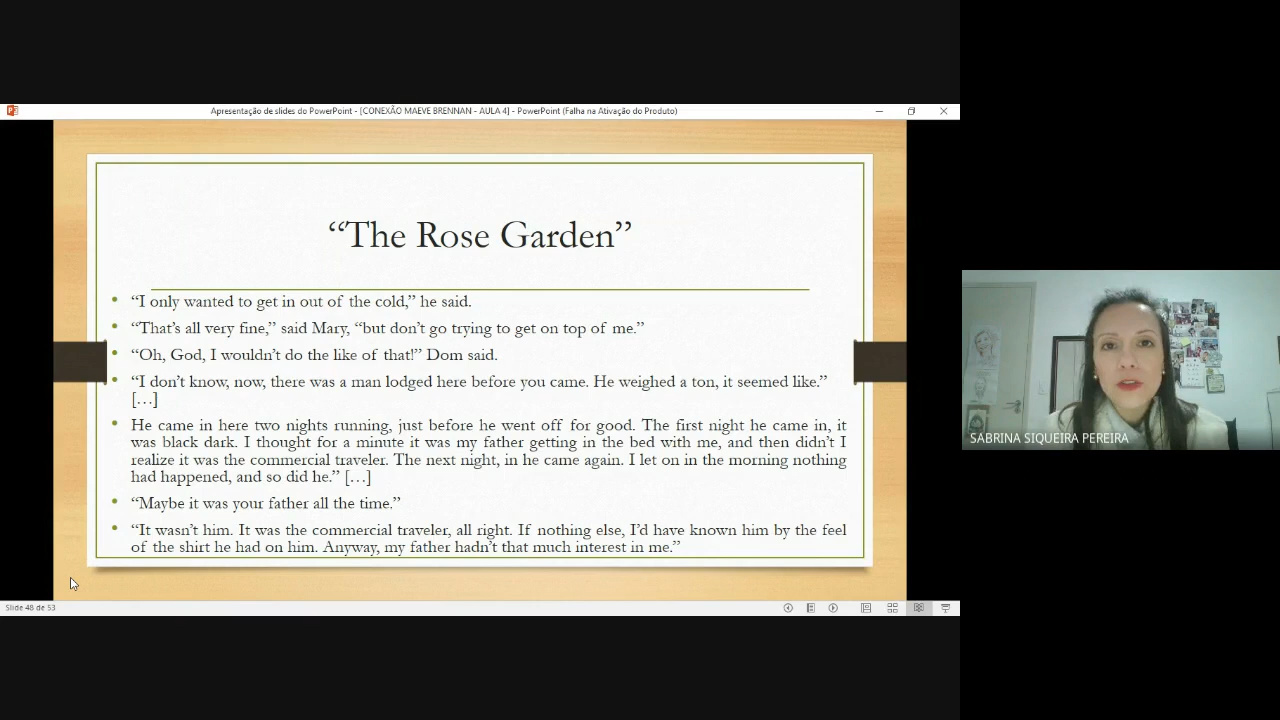 Apresentação de slides do PowerPoint - [CONEXÃO MAEVE BRENNAN - AULA 4] - PowerPoint (Falha na Ativação do Produto)
“The Rose Garden”
• “I only wanted to get in out of the cold,” he said.
• “That’s all very fine,” said Mary, “but don’t go trying to get on top of me.”
• “Oh, God, I wouldn’t do the like of that!” Dom said.
• “I don’t know, now, there was a man lodged here before you came. He weighed a ton, it seemed like.”
[…]
• He came in here two nights running, just before he went off for good. The first night he came in, it
was black dark. I thought for a minute it was my father getting in the bed with me, and then didn’t I
realize it was the commercial traveler. The next night, in he came again. I let on in the morning nothing
had happened, and so did he.” […]
• “Maybe it was your father all the time.”
• “It wasn’t him. It was the commercial traveler, all right. If nothing else, I’d have known him by the feel
of the shirt he had on him. Anyway, my father hadn’t that much interest in me.”
SABRINA SIQUEIRA PEREIRA
Slide 48 de 53